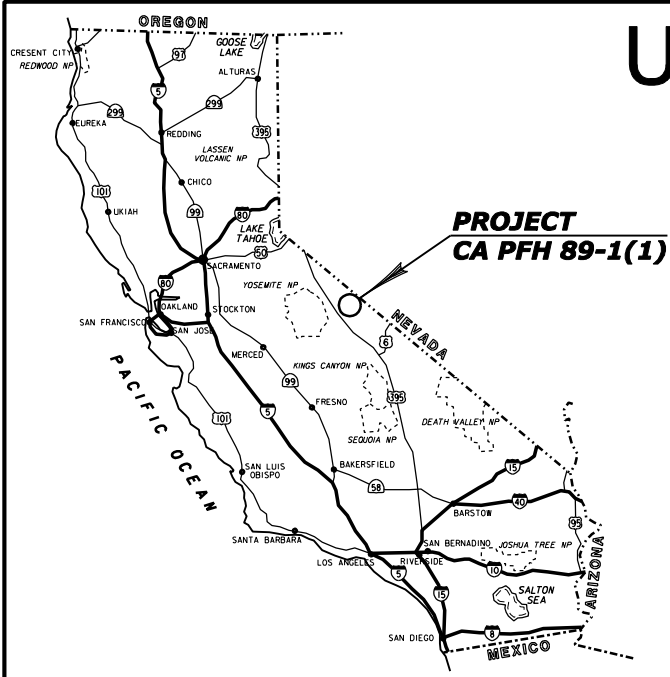 OREGON
U
CRESENT CITY
REDWOOD NP
97
GOOSE
LAKE
ALTURAS
5
299
299
EUREKA
REDDING
395
LASSEN
VOLCANIC NP
101
CHICO
UKIAH
99
80
LAKE
TAHOE
50
SACRAMENTO
PROJECT
CA PFH 89-1(1)
80
YOSEMITE NP
OAKLAND
STOCKTON
SAN FRANCISCO
SAN JOSE
NEVADA
6
MERCED
KINGS CANYON NP
PACIFIC OCEAN
99
395
101
5
FRESNO
DEATH VALLEY NP
SEQUOIA NP
15
SAN LUIS
OBISPO
BAKERSFIELD
58
40
BARSTOW
95
SANTA BARBARA
SAN BERNADINO
JOSHUA TREE NP
LOS ANGELES
RIVERSIDE
10
5
15
SALTON
SEA
ARIZONA
SAN DIEGO
8
MEXICO